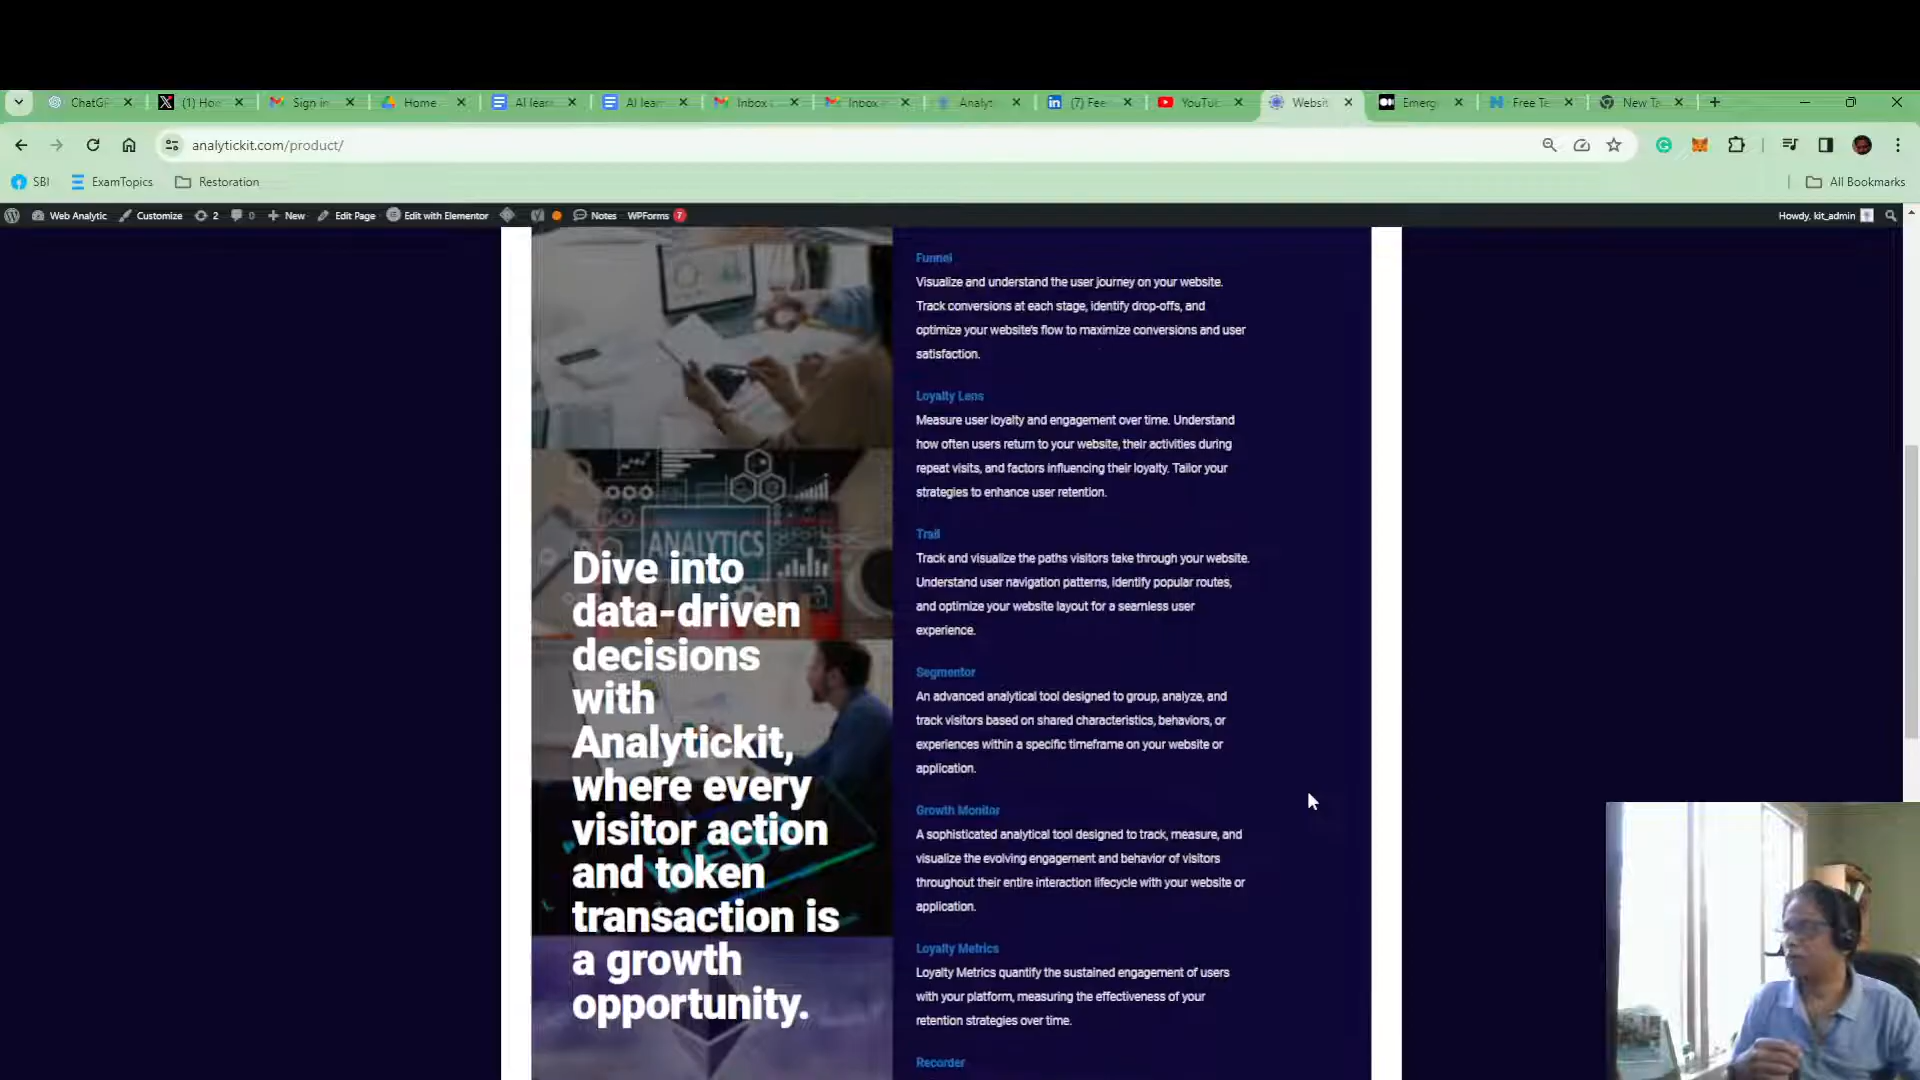 ChatGP
(1) Ho
Sign in
Home
AI lear
AI lear
Inbox
Inbox
Analyt
(7) Fee
YouTu
Websit
Emerg
Free Te
New Ta
analytickit.com/product/
SBI
ExamTopics
Restoration
All Bookmarks
Web Analytic
Customize
2
0
New
Edit Page
Edit with Elementor
Notes
WPForms 7
Howdy, kit_admin
ANALYTICS
Dive into
data-driven
decisions
with
Analytickit,
where every
visitor action
and token
transaction is
a growth
opportunity.
Funnel
Visualize and understand the user journey on your website.
Track conversions at each stage, identify drop-offs, and
optimize your website's flow to maximize conversions and user
satisfaction.
Loyalty Lens
Measure user loyalty and engagement over time. Understand
how often users return to your website, their activities during
repeat visits, and factors influencing their loyalty. Tailor your
strategies to enhance user retention.
Trail
Track and visualize the paths visitors take through your website.
Understand user navigation patterns, identify popular routes,
and optimize your website layout for a seamless user
experience.
Segmentor
An advanced analytical tool designed to group, analyze, and
track visitors based on shared characteristics, behaviors, or
experiences within a specific timeframe on your website or
application.
Growth Monitor
A sophisticated analytical tool designed to track, measure, and
visualize the evolving engagement and behavior of visitors
throughout their entire interaction lifecycle with your website or
application.
Loyalty Metrics
Loyalty Metrics quantify the sustained engagement of users
with your platform, measuring the effectiveness of your
retention strategies over time.
Recorder